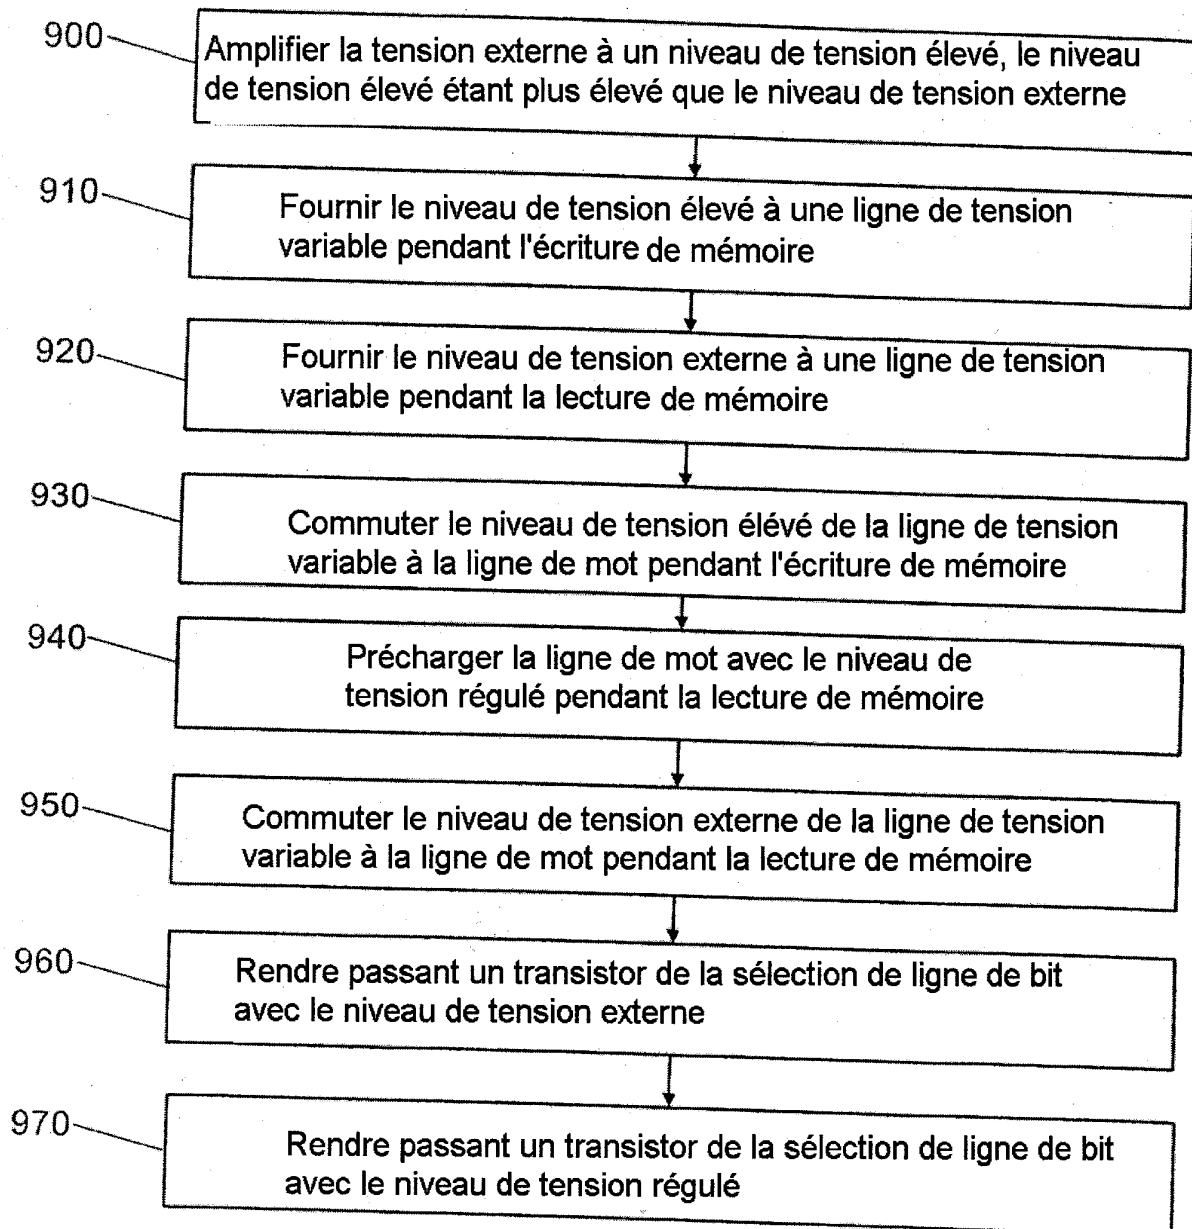 900
Amplifier la tension externe à un niveau de tension élevé, le niveau
de tension élevé étant plus élevé que le niveau de tension externe
910
Fournir le niveau de tension élevé à une ligne de tension
variable pendant l'écriture de mémoire
920
Fournir le niveau de tension externe à une ligne de tension
variable pendant la lecture de mémoire
930
Commuter le niveau de tension élévé de la ligne de tension
variable à la ligne de mot pendant l'écriture de mémoire
940
Précharger la ligne de mot avec le niveau de
tension régulé pendant la lecture de mémoire
950
Commuter le niveau de tension externe de la ligne de tension
variable à la ligne de mot pendant la lecture de mémoire
960
Rendre passant un transistor de la sélection de ligne de bit
avec le niveau de tension externe
970
Rendre passant un transistor de la sélection de ligne de bit
avec le niveau de tension régulé